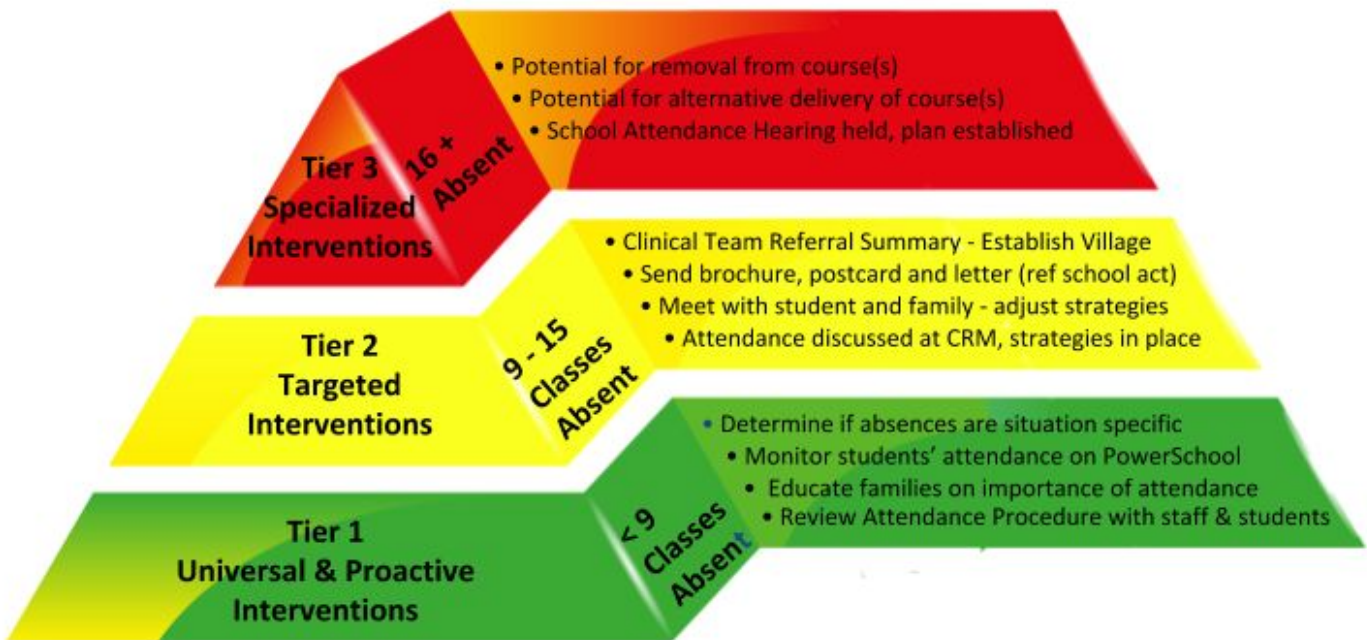 • Potential for removal from course(s)
• Potential for alternative delivery of course(s)
• School Attendance Hearing held, plan established
16 +
Absent
Tier 3
Specialized
Interventions
• Clinical Team Referral Summary - Establish Village
• Send brochure, postcard and letter (ref school act)
• Meet with student and family - adjust strategies
• Attendance discussed at CRM, strategies in place
9 - 15
Classes
Absent
Tier 2
Targeted
Interventions
• Determine if absences are situation specific
• Monitor students' attendance on PowerSchool
• Educate families on importance of attendance
• Review Attendance Procedure with staff & students
< 9
Classes
Absent
Tier 1
Universal & Proactive
Interventions